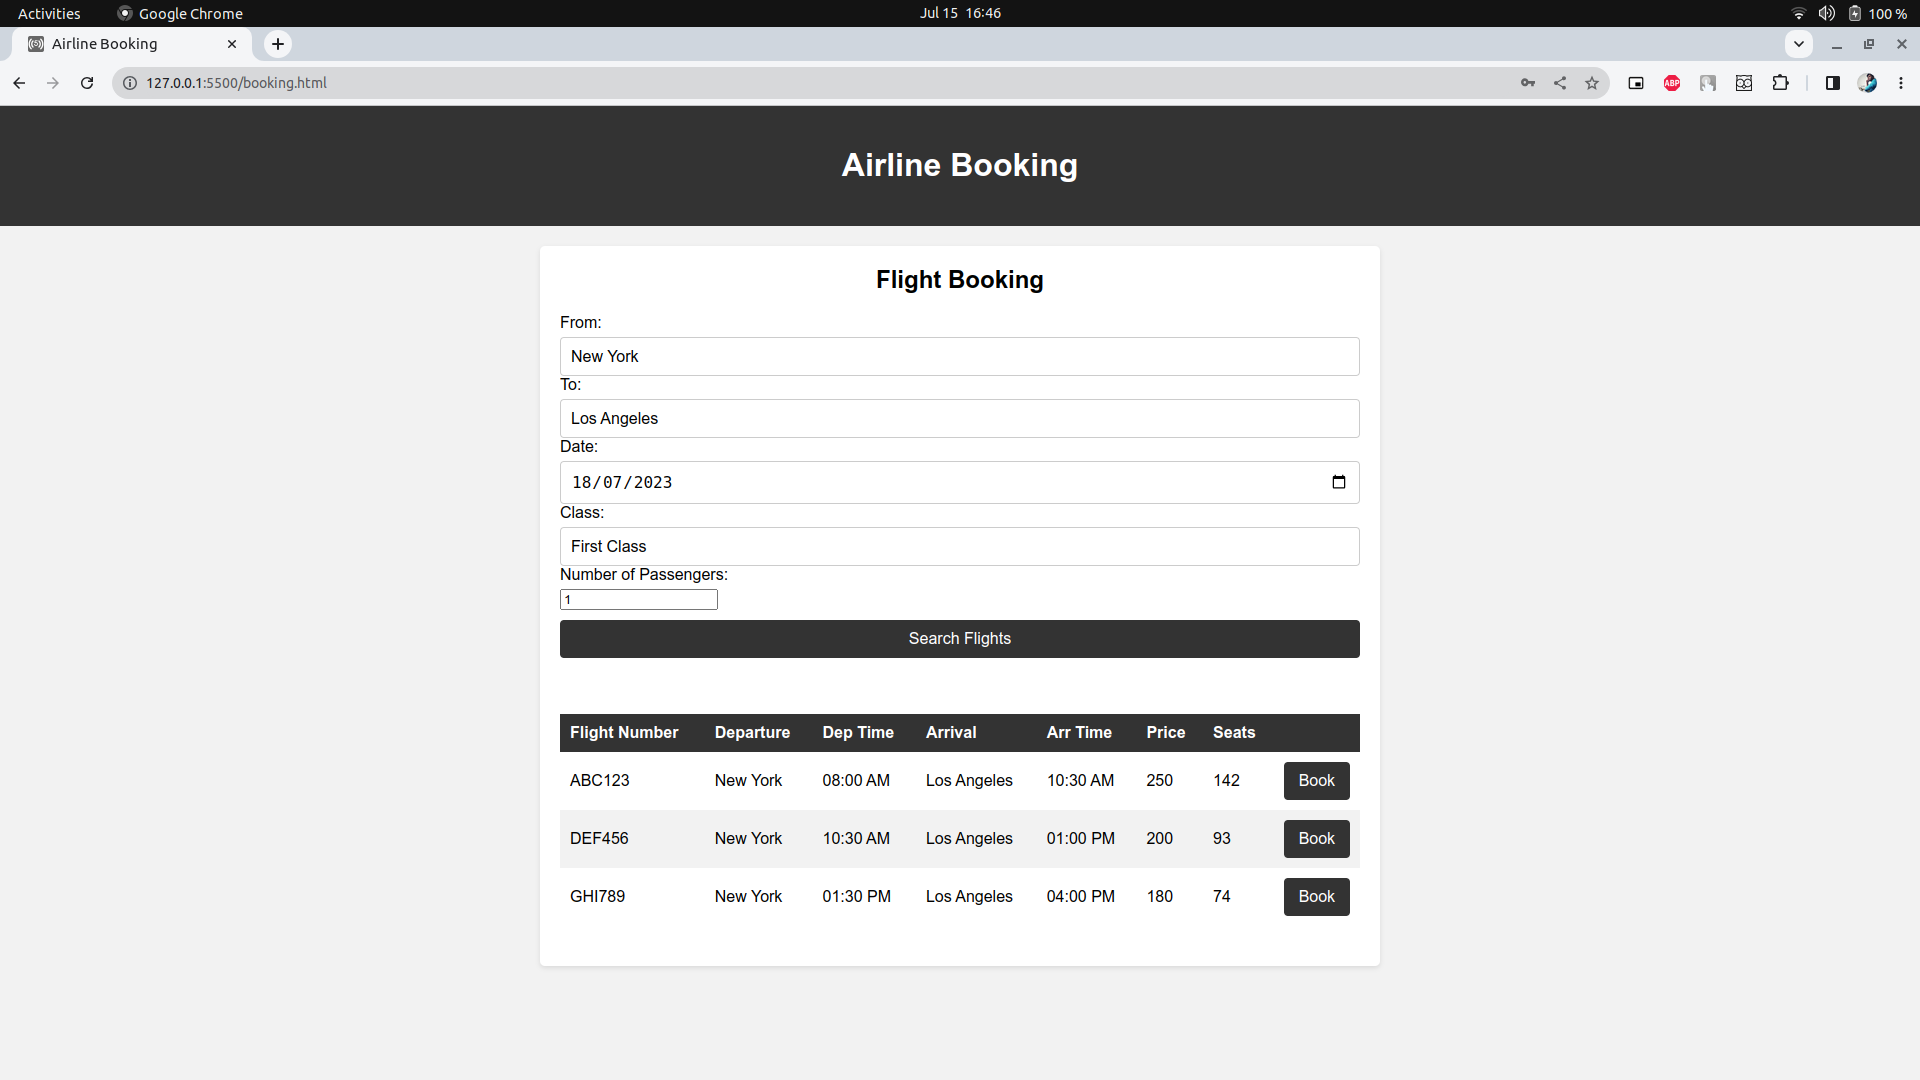 Activities Google Chrome Jul 15 16:46 100 %
Airline Booking
127.0.0.1:5500/booking.html ABP
Airline Booking
Flight Booking
From:
New York
To:
Los Angeles
Date:
18/07/2023
Class:
First Class
Number of Passengers:
1
Search Flights
Flight Number Departure Dep Time Arrival Arr Time Price Seats
ABC123 New York 08:00 AM Los Angeles 10:30 AM 250 142 Book
DEF456 New York 10:30 AM Los Angeles 01:00 PM 200 93 Book
GHI789 New York 01:30 PM Los Angeles 04:00 PM 180 74 Book